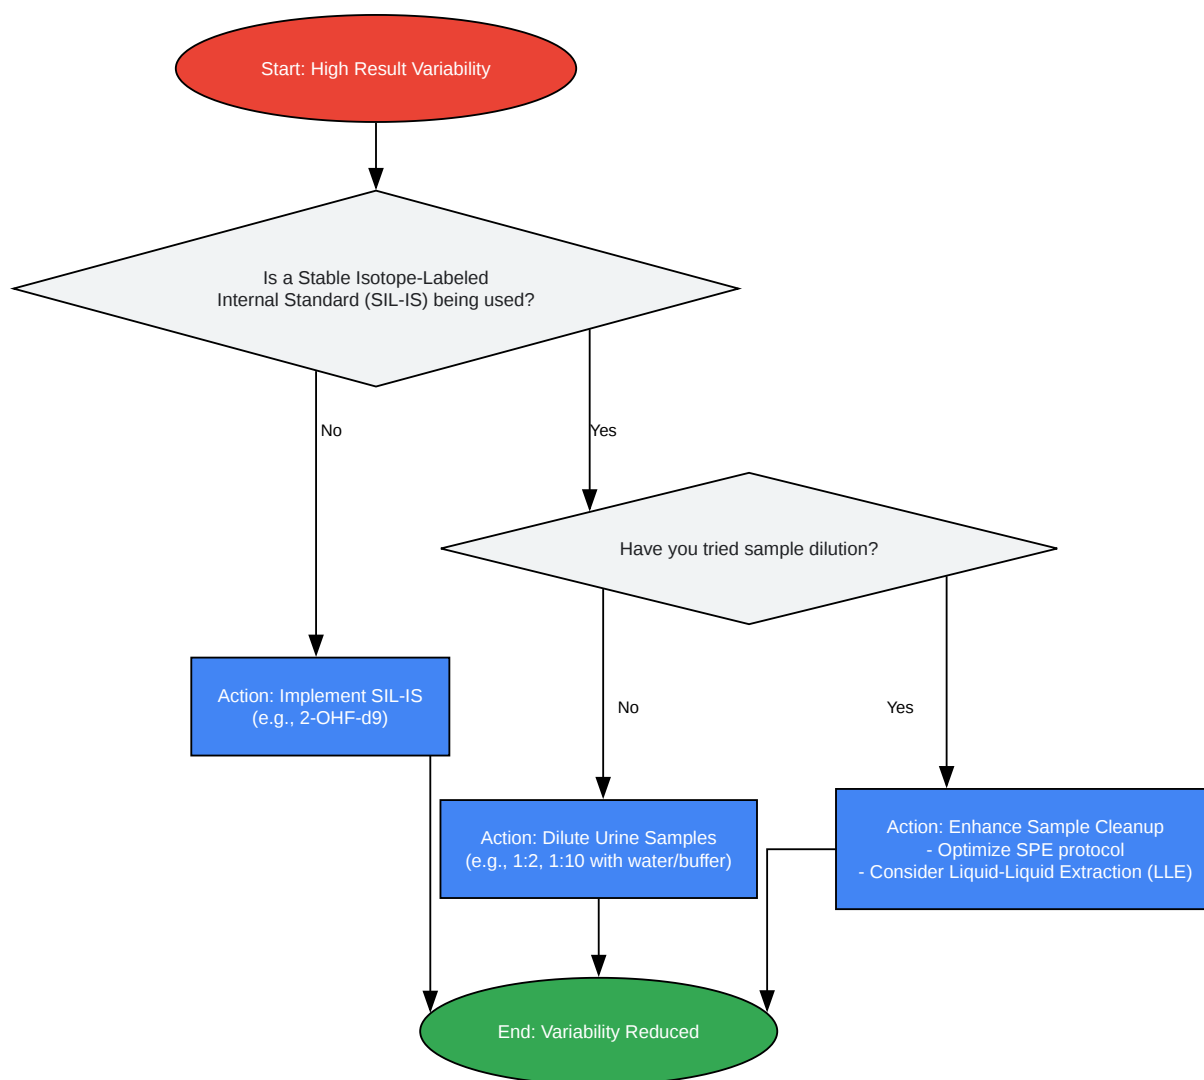 Start: High Result Variability
Is a Stable Isotope-Labeled
Internal Standard (SIL-IS) being used?
No
Yes
Have you tried sample dilution?
Action: Implement SIL-IS
(e.g., 2-OHF-d9)
No
Yes
Action: Dilute Urine Samples
(e.g., 1:2, 1:10 with water/buffer)
Action: Enhance Sample Cleanup
- Optimize SPE protocol
- Consider Liquid-Liquid Extraction (LLE)
End: Variability Reduced